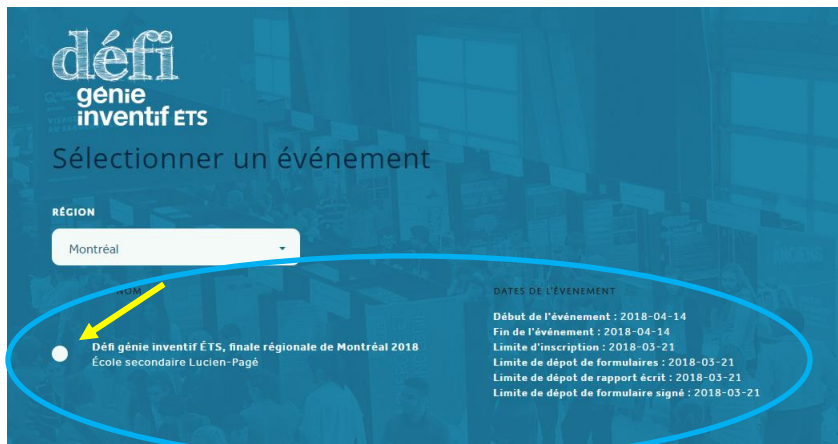 défi
génie
inventif ÉTS
Sélectionner un événement
RÉGION
Montréal
NOM
DATES DE L'ÉVENEMENT
Défi génie inventif ÉTS, finale régionale de Montréal 2018
École secondaire Lucien-Pagé
Début de l'événement : 2018-04-14
Fin de l'événement : 2018-04-14
Limite d'inscription : 2018-03-21
Limite de dépot de formulaires : 2018-03-21
Limite de dépot de rapport écrit : 2018-03-21
Limite de dépot de formulaire signé : 2018-03-21